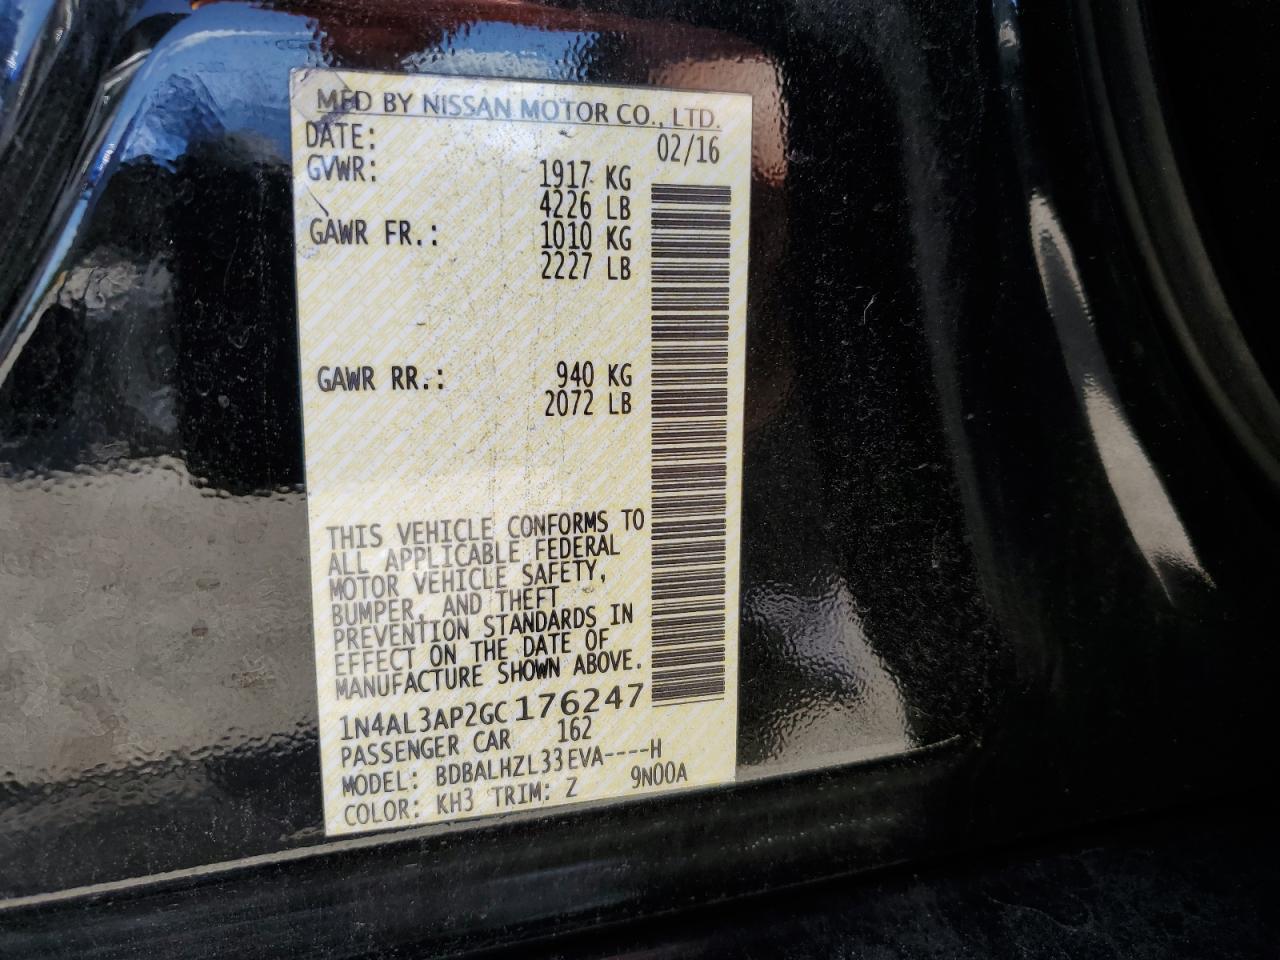 MFD BY NISSAN MOTOR CO., LTD.
DATE: 02/16
GVWR: 1917 KG
4226 LB
GAWR FR.: 1010 KG
2227 LB
GAWR RR.: 940 KG
2072 LB
THIS VEHICLE CONFORMS TO
ALL APPLICABLE FEDERAL
MOTOR VEHICLE SAFETY,
BUMPER, AND THEFT
PREVENTION STANDARDS IN
EFFECT ON THE DATE OF
MANUFACTURE SHOWN ABOVE.
1N4AL3AP2GC176247
PASSENGER CAR 162
MODEL: BDBALHZL33EVA----H
COLOR: KH3 TRIM: Z 9N00A